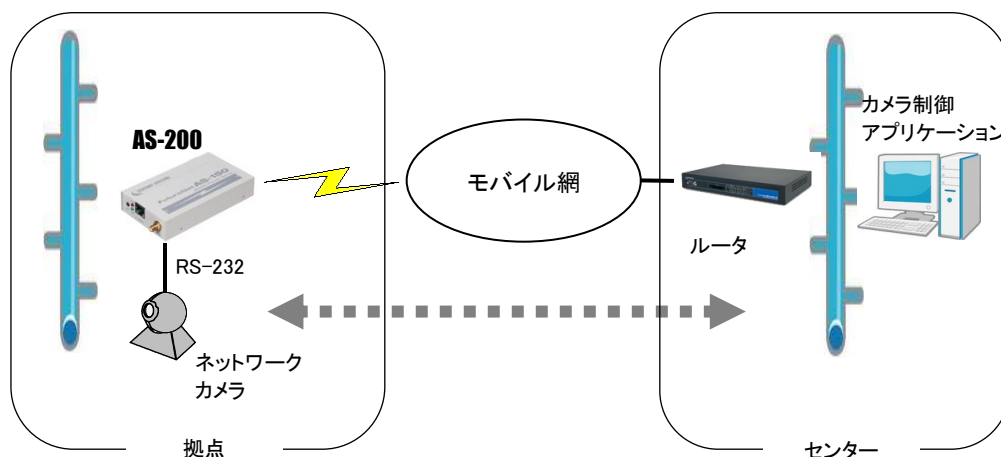 AS-200
RS-232
ネットワーク
カメラ
拠点
モバイル網
ルータ
カメラ制御
アプリケーション
センター